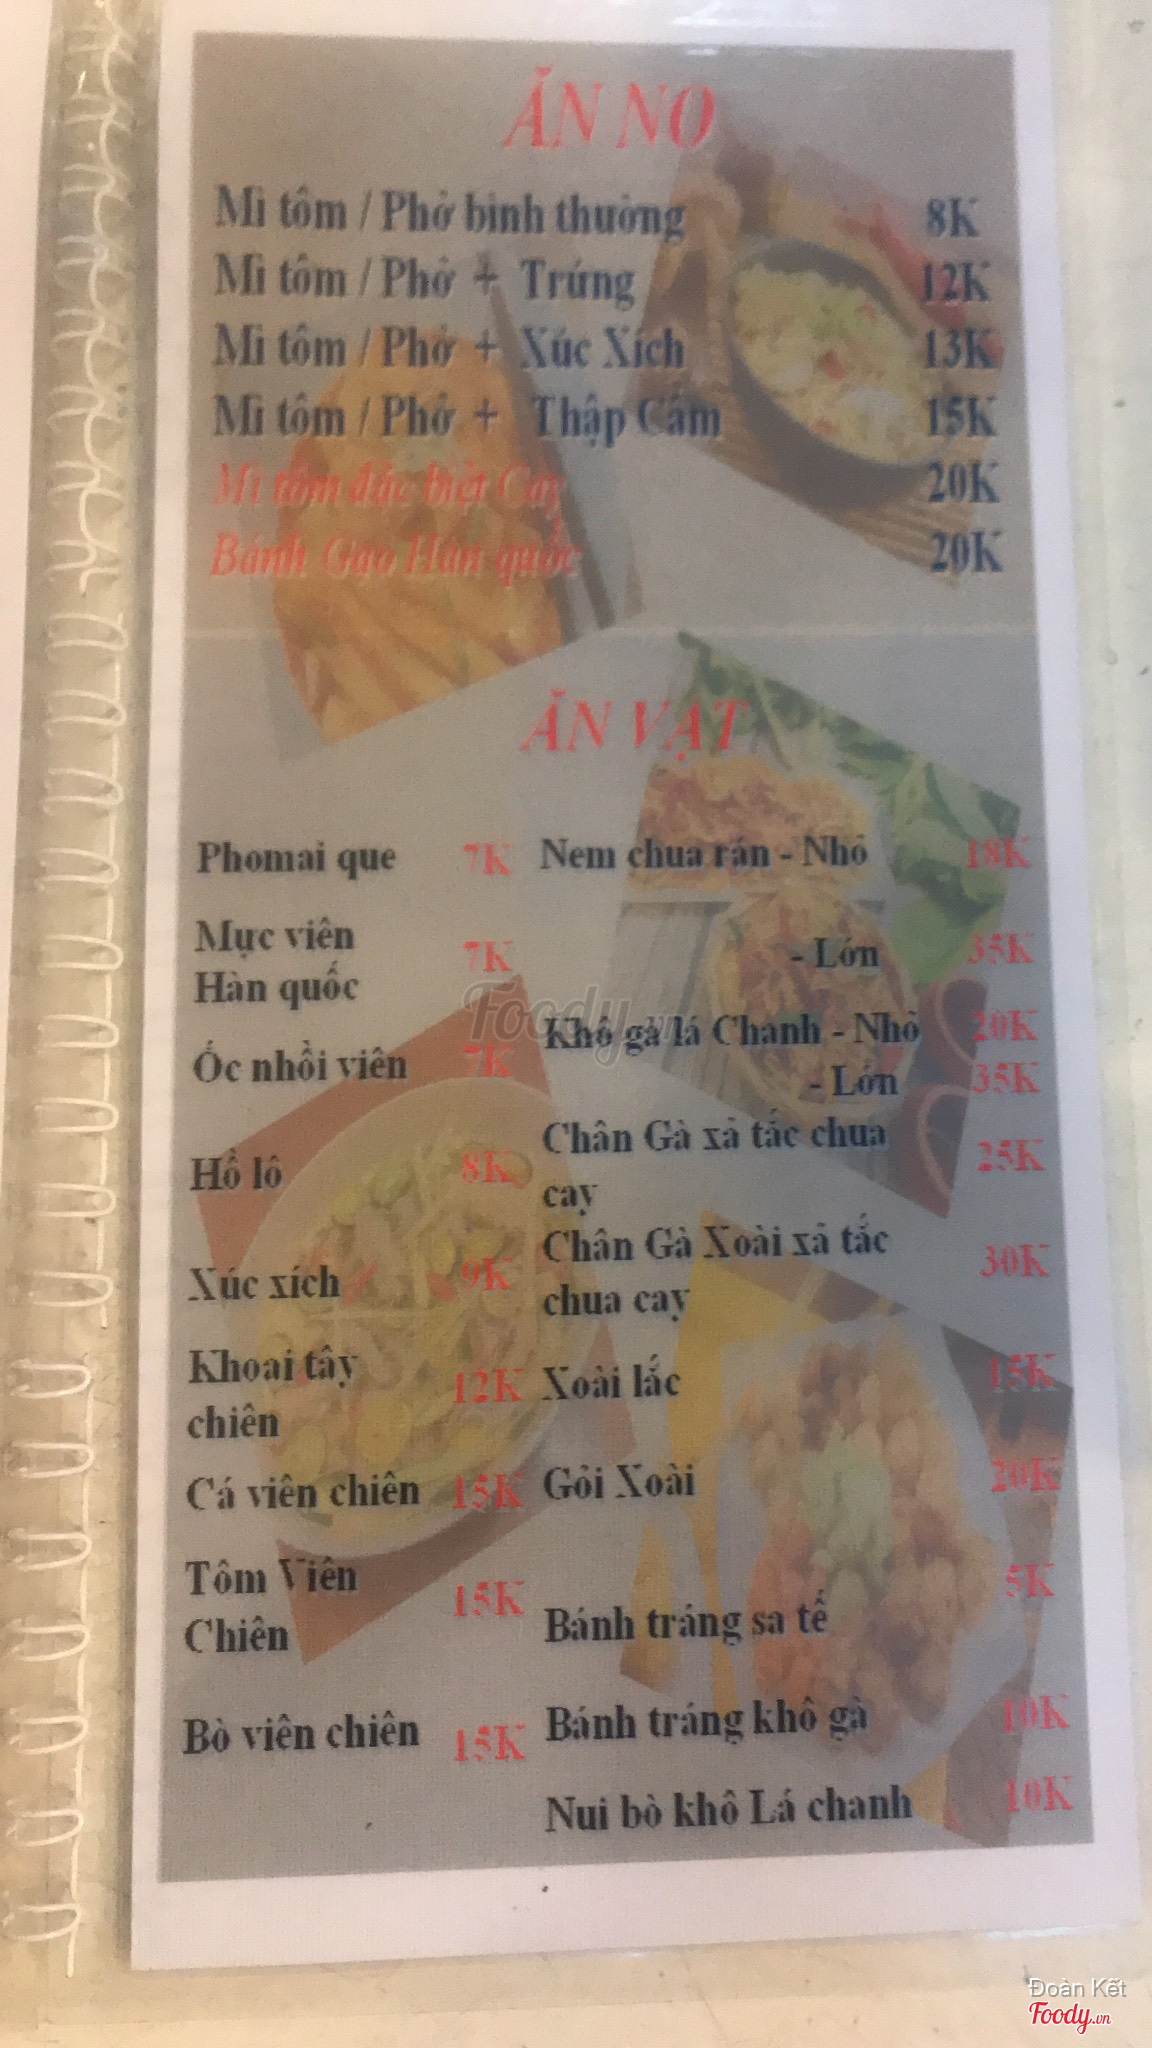 ĂN NO
Mì tôm / Phở bình thường 8K
Mì tôm / Phở + Trứng 12K
Mì tôm / Phở + Xúc Xích 13K
Mì tôm / Phở + Thập Cẩm 15K
Mì tôm đặc biệt Cay 20K
Bánh Gạo Hàn quốc 20K
ĂN VẶT
Phomai que 7K
Mực viên
Hàn quốc 7K
Ốc nhồi viên 7K
Hồ lô 8K
Xúc xích 9K
Khoai tây
chiên 12K
Cá viên chiên 15K
Tôm Viên
Chiên 15K
Bò viên chiên 15K
Nem chua rán - Nhỏ 18K
- Lớn 35K
Khô gà lá Chanh - Nhỏ 20K
- Lớn 35K
Chân Gà xả tắc chua
cay 25K
Chân Gà Xoài xả tắc
chua cay 30K
Xoài lắc 15K
Gỏi Xoài 20K
Bánh tráng sa tế 5K
Bánh tráng khô gà 10K
Nui bò khô Lá chanh 10K
Foody.vn
Đoàn Kết
Foody.vn